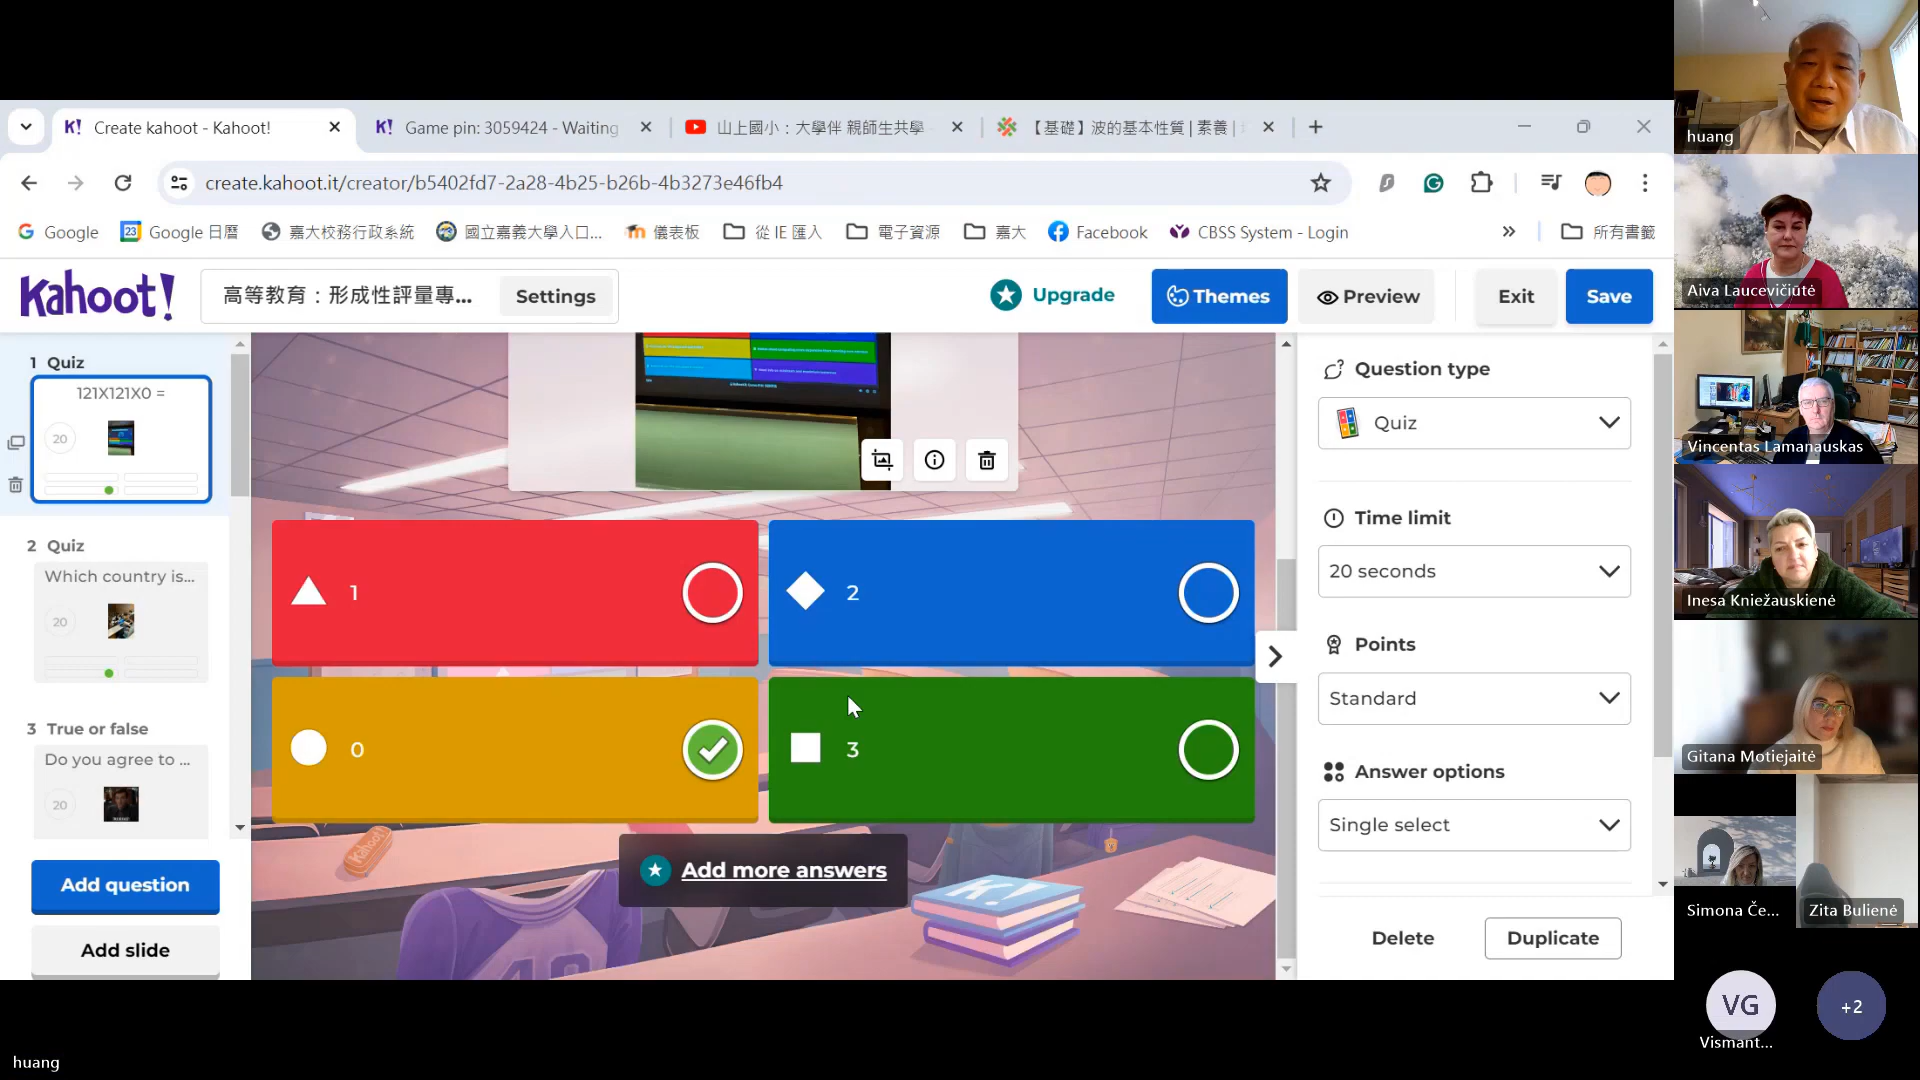 Create kahoot - Kahoot!
Game pin: 3059424 - Waiting
山上國小：大學伴 親師生共學
【基礎】波的基本性質 | 素養 |
create.kahoot.it/creator/b5402fd7-2a28-4b25-b26b-4b3273e46fb4
Google
23
Google 日曆
嘉大校務行政系統
國立嘉義大學入口...
儀表板
從 IE 匯入
電子資源
嘉大
Facebook
CBSS System - Login
所有書籤
Kahoot!
高等教育：形成性評量專...
Settings
Upgrade
Themes
Preview
Exit
Save
1 Quiz
121X121X0 =
20
2 Quiz
Which country is...
20
3 True or false
Do you agree to ...
20
Add question
Add slide
1
2
0
3
Add more answers
Kahoot!
K!
Question type
Quiz
Time limit
20 seconds
Points
Standard
Answer options
Single select
Delete
Duplicate
huang
Aiva Laucevičiūtė
Vincentas Lamanauskas
Inesa Kniežauskienė
Gitana Motiejaitė
Simona Če...
Zita Bulienė
VG
+2
Vismant...
huang